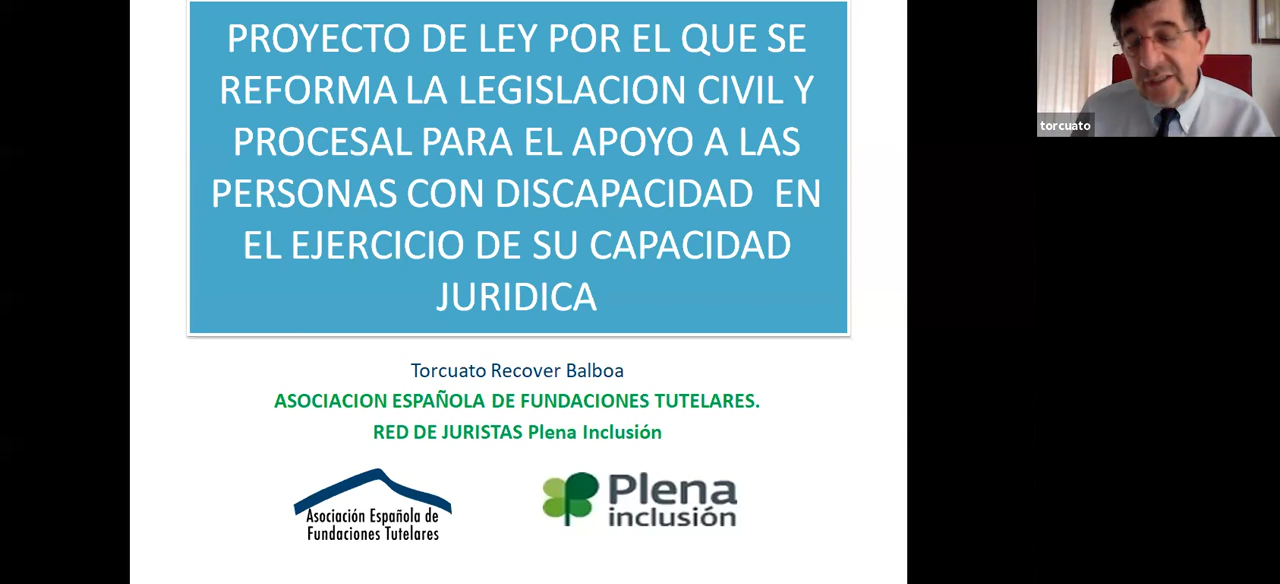 PROYECTO DE LEY POR EL QUE SE
REFORMA LA LEGISLACION CIVIL Y
PROCESAL PARA EL APOYO A LAS
PERSONAS CON DISCAPACIDAD EN
EL EJERCICIO DE SU CAPACIDAD
JURIDICA
torcuato
Torcuato Recover Balboa
ASOCIACION ESPAÑOLA DE FUNDACIONES TUTELARES.
RED DE JURISTAS Plena Inclusión
Asociación Española de
Fundaciones Tutelares
Plena
inclusión